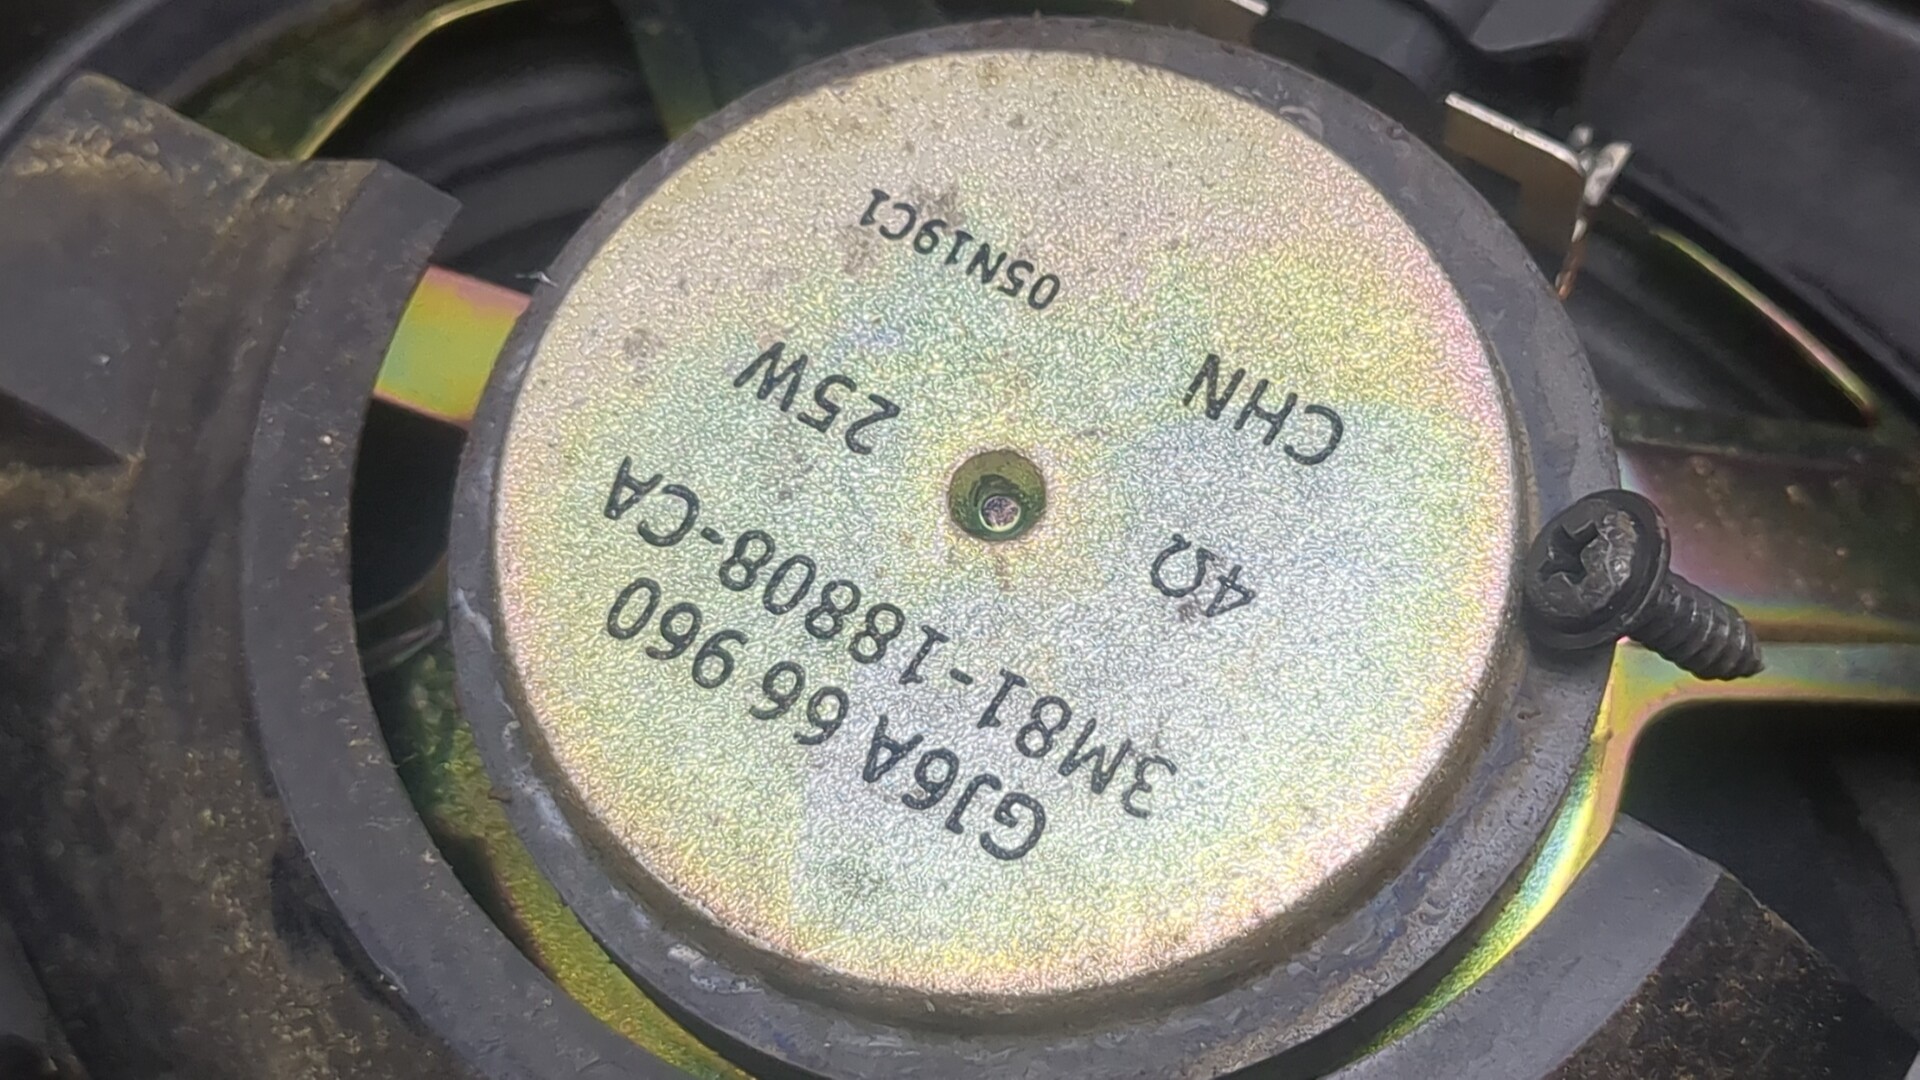 GJ6A 66 960
3M81-18808-CA
4Ω 25W
CHN
05N19C1